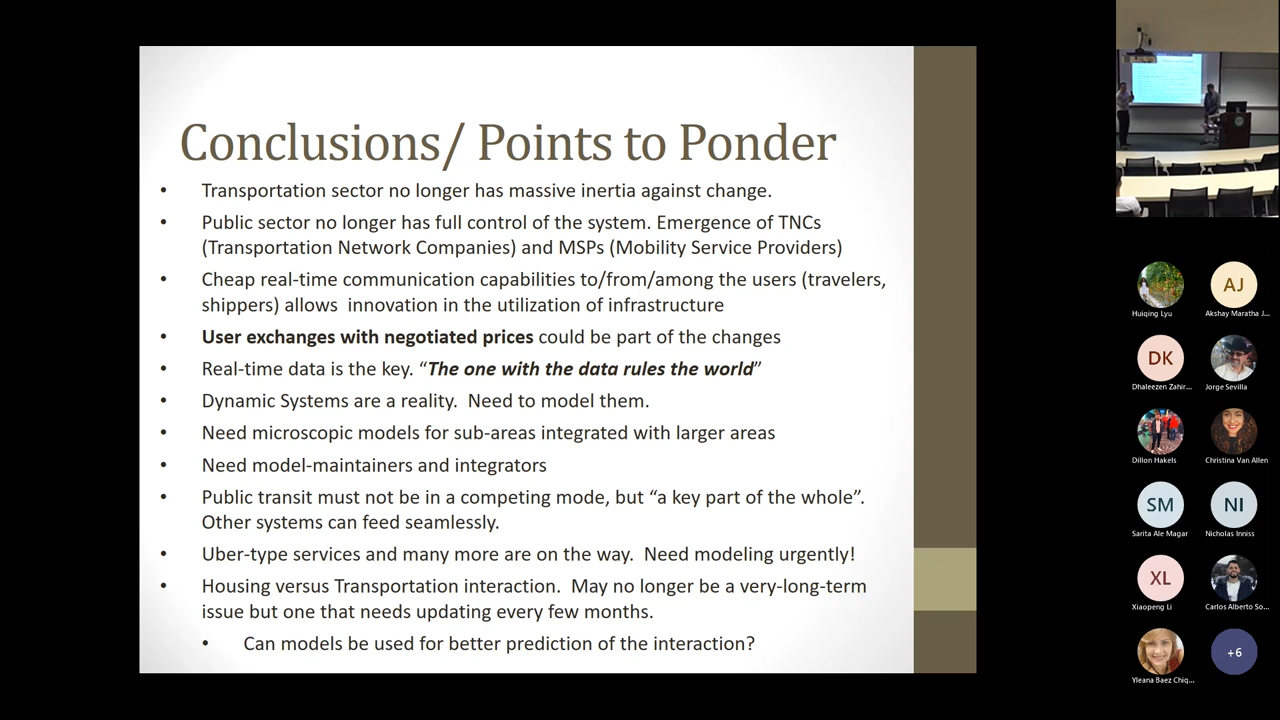 Conclusions/ Points to Ponder
• Transportation sector no longer has massive inertia against change.
• Public sector no longer has full control of the system. Emergence of TNCs
(Transportation Network Companies) and MSPs (Mobility Service Providers)
• Cheap real-time communication capabilities to/from/among the users (travelers,
shippers) allows innovation in the utilization of infrastructure
• User exchanges with negotiated prices could be part of the changes
• Real-time data is the key. “The one with the data rules the world”
• Dynamic Systems are a reality. Need to model them.
• Need microscopic models for sub-areas integrated with larger areas
• Need model-maintainers and integrators
• Public transit must not be in a competing mode, but “a key part of the whole”.
Other systems can feed seamlessly.
• Uber-type services and many more are on the way. Need modeling urgently!
• Housing versus Transportation interaction. May no longer be a very-long-term
issue but one that needs updating every few months.
• Can models be used for better prediction of the interaction?
Huiqing Lyu
AJ
Akshay Maratha J...
DK
Dhaleezen Zahir...
Jorge Sevilla
Dillon Hakels
Christina Van Allen
SM
Sarita Ale Magar
NI
Nicholas Inniss
XL
Xiaopeng Li
Carlos Alberto So...
Yleana Baez Chiq...
+6